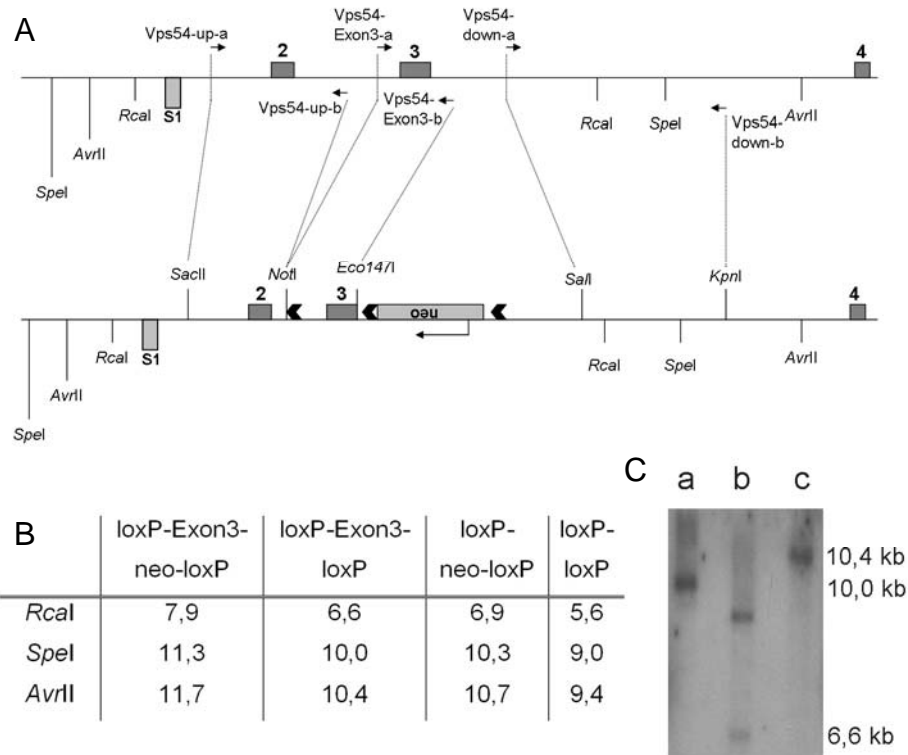 A
Vps54-up-a
2
Vps54-
Exon3-a
3
Vps54-
down-a
4
Vps54-up-b
Vps54-
Exon3-b
RcaI
S1
AvrII
SpeI
RcaI
SpeI
Vps54-
down-b
AvrII
SacII
NotI
Eco147I
SalI
KpnI
2
3
neo
4
RcaI
S1
AvrII
SpeI
RcaI
SpeI
AvrII
B
loxP-Exon3-
neo-loxP
loxP-Exon3-
loxP
loxP-
neo-loxP
loxP-
loxP
RcaI 7,9 6,6 6,9 5,6
SpeI 11,3 10,0 10,3 9,0
AvrII 11,7 10,4 10,7 9,4
C
a b c
10,4 kb
10,0 kb
6,6 kb